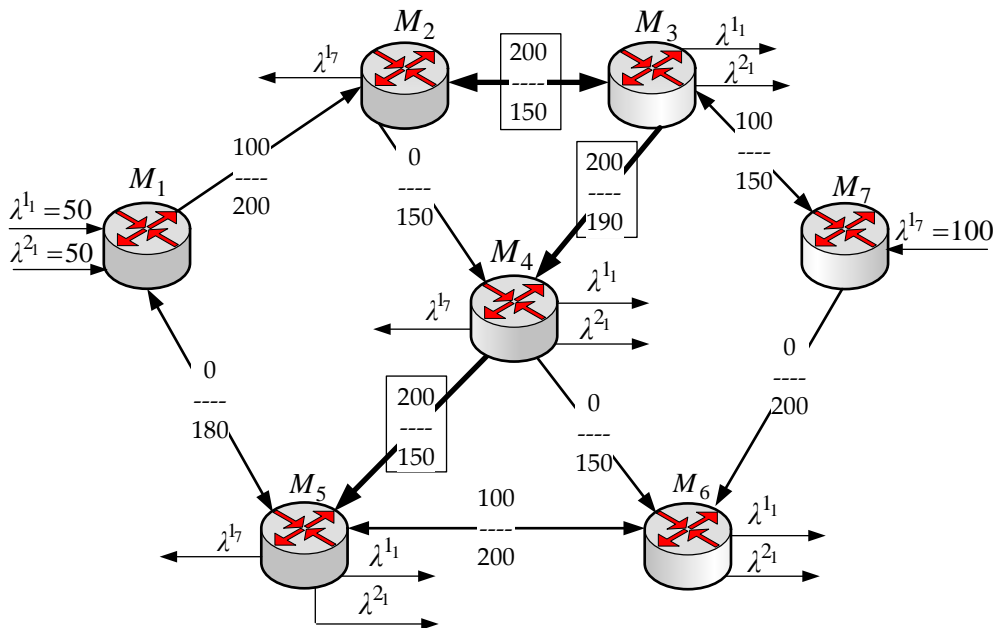 M₂
M₃
λ¹₁
λ²₁
λ¹₇
200
----
150
100
----
200
0
----
150
200
----
190
100
----
150
M₁
λ¹₁ =50
λ²₁ =50
M₇
λ¹₇ =100
M₄
λ¹₁
λ¹₇
λ²₁
0
----
180
200
----
150
0
----
150
0
----
200
M₅
100
----
200
M₆
λ¹₁
λ²₁
λ¹₇
λ¹₁
λ²₁